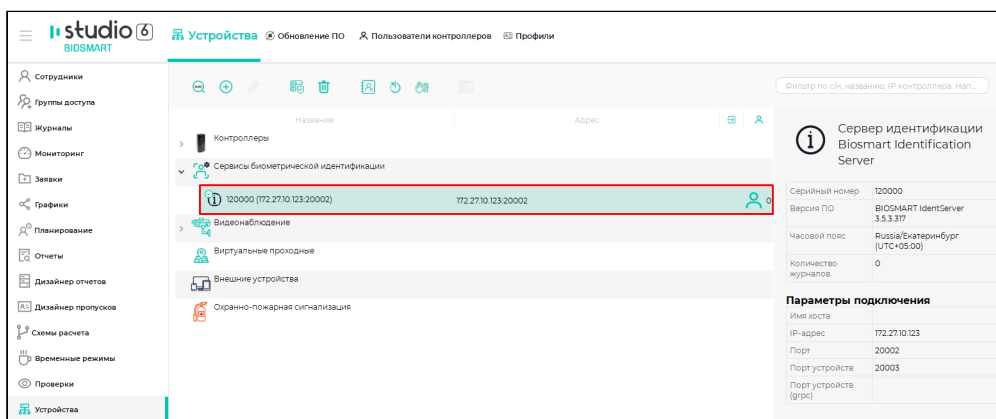 studio 6
BIOSMART
Устройства Обновление ПО Пользователи контроллеров Профили
Сотрудники
Группы доступа
Журналы
Мониторинг
Заявки
Графики
Планирование
Отчеты
Дизайнер отчетов
Дизайнер пропусков
Схемы расчета
Временные режимы
Проверки
Устройства
Фильтр по с/н, названию, IP контроллера. Нап...
Название Адрес
Контроллеры
Сервисы биометрической идентификации
120000 (172.27.10.123:20002) 172.27.10.123:20002 0
Видеонаблюдение
Виртуальные проходные
Внешние устройства
Охранно-пожарная сигнализация
Сервер идентификации
Biosmart Identification
Server
Серийный номер 120000
Версия ПО BIOSMART IdentServer
3.5.3.317
Часовой пояс Russia/Екатеринбург
(UTC+05:00)
Количество 0
журналов
Параметры подключения
Имя хоста
IP-адрес 172.27.10.123
Порт 20002
Порт устройств 20003
Порт устройств
(grpc)